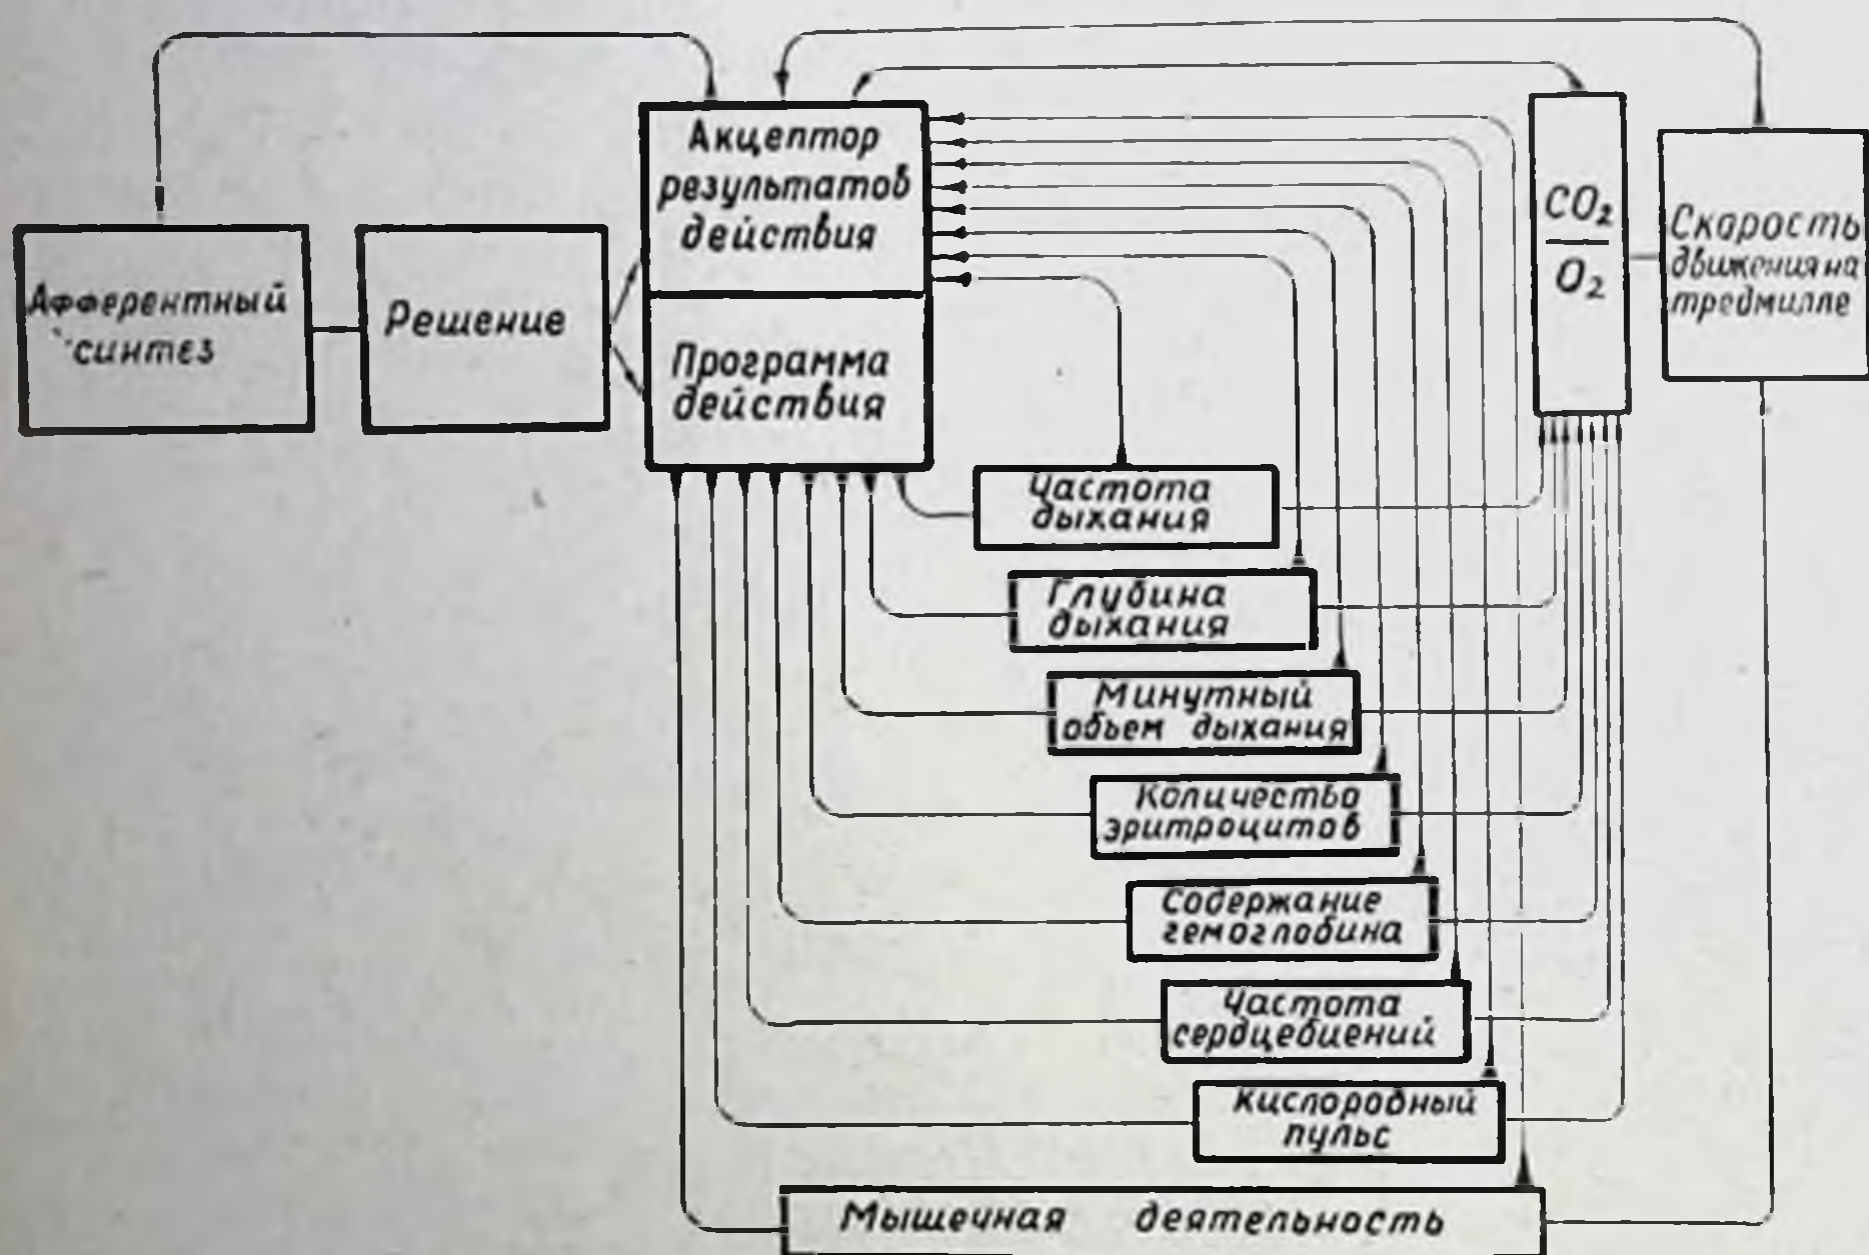 Акцептор
результатов
действия
Афферентный
синтез
Решение
Программа
действия
CO₂
O₂
Скарость
движения на
тредмилле
Частота
дыхания
Глубина
дыхания
Минутный
объем дыхания
Количество
эритроцитов
Содержание
гемоглобина
Частота
сердцебиений
Кислородный
пульс
Мышечная деятельность